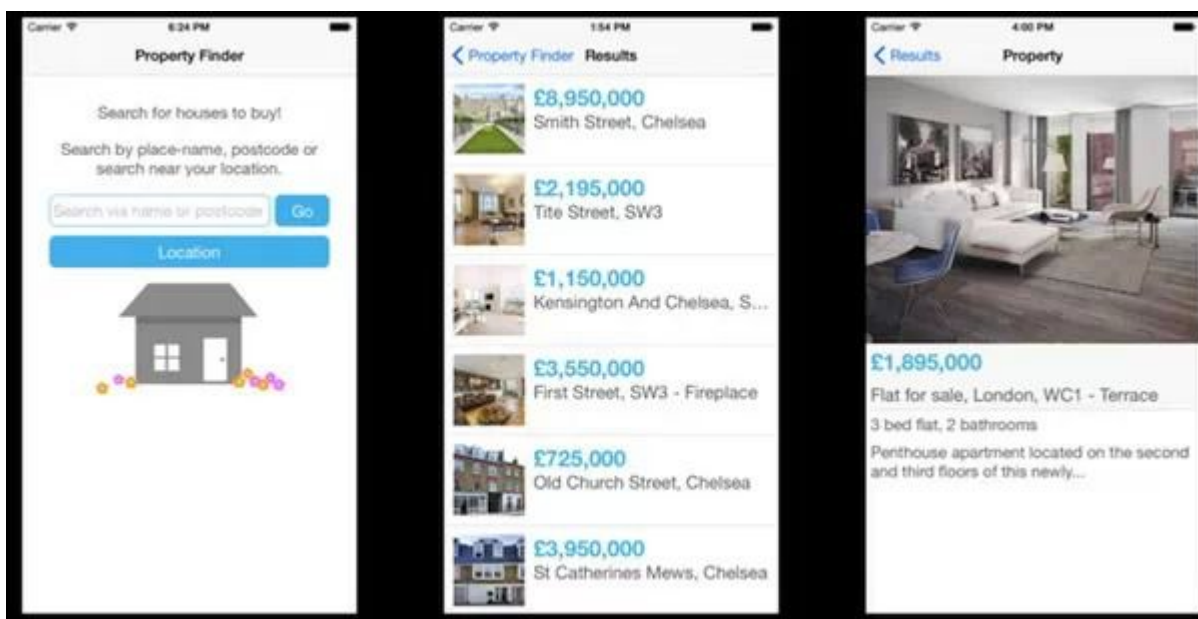 Carrier 6:24 PM
Property Finder
Search for houses to buy!
Search by place-name, postcode or
search near your location.
Search via name or postcode
Go
Location
Carrier 1:54 PM
Property Finder Results
£8,950,000
Smith Street, Chelsea
£2,195,000
Tite Street, SW3
£1,150,000
Kensington And Chelsea, S...
£3,550,000
First Street, SW3 - Fireplace
£725,000
Old Church Street, Chelsea
£3,950,000
St Catherines Mews, Chelsea
Carrier 4:00 PM
Results Property
£1,895,000
Flat for sale, London, WC1 - Terrace
3 bed flat, 2 bathrooms
Penthouse apartment located on the second
and third floors of this newly...